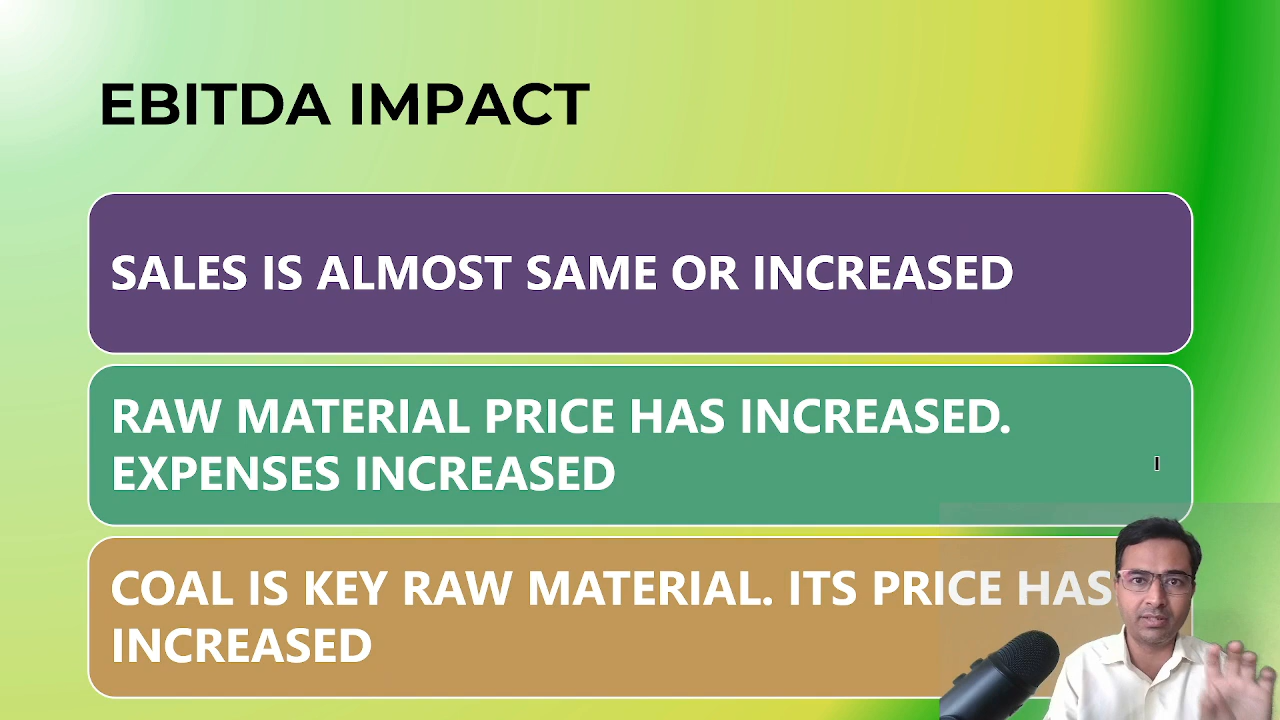 EBITDA IMPACT
SALES IS ALMOST SAME OR INCREASED
RAW MATERIAL PRICE HAS INCREASED.
EXPENSES INCREASED
COAL IS KEY RAW MATERIAL. ITS PRICE HAS
INCREASED